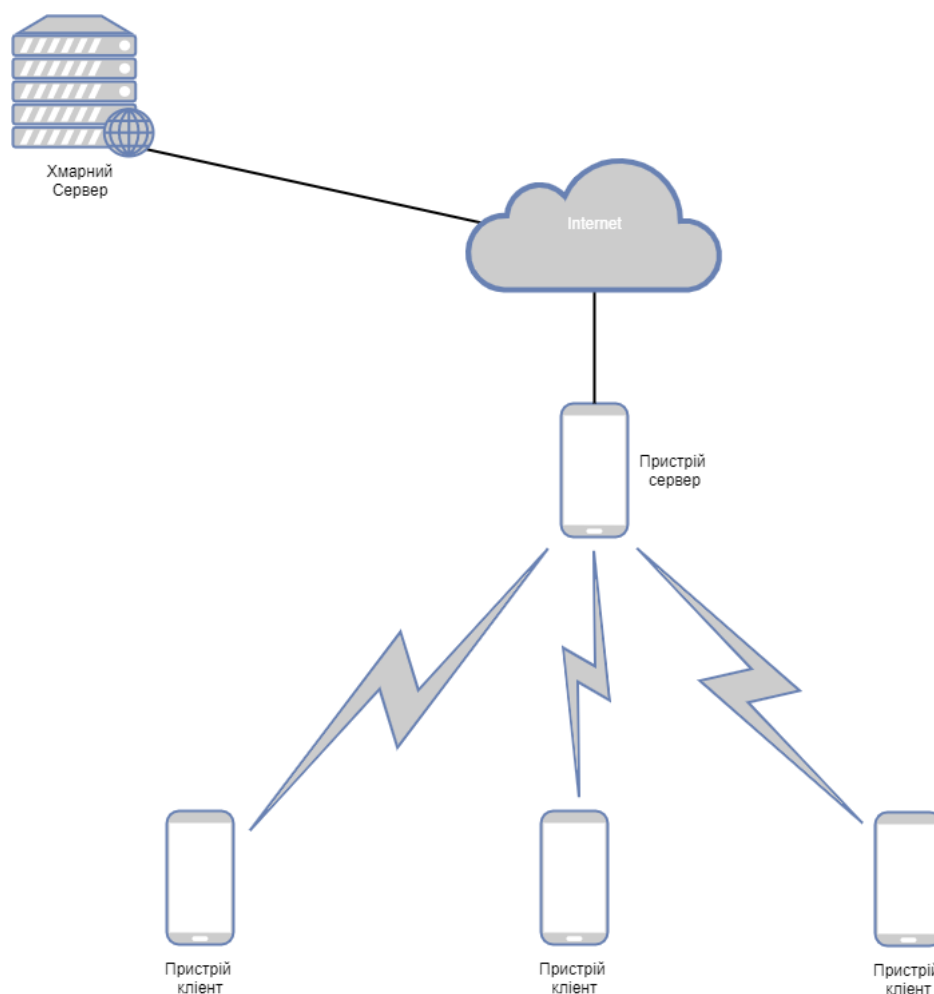 Хмарний
Сервер
Internet
Пристрій
сервер
Пристрій
клієнт
Пристрій
клієнт
Пристрій
клієнт